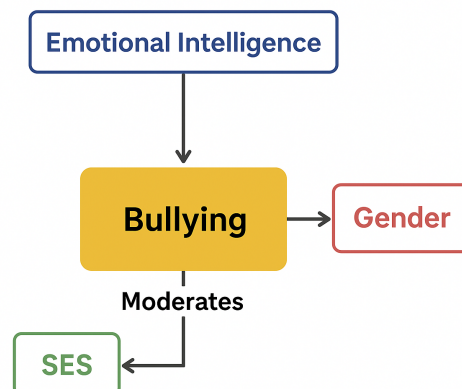 Emotional Intelligence
Bullying
Gender
Moderates
SES